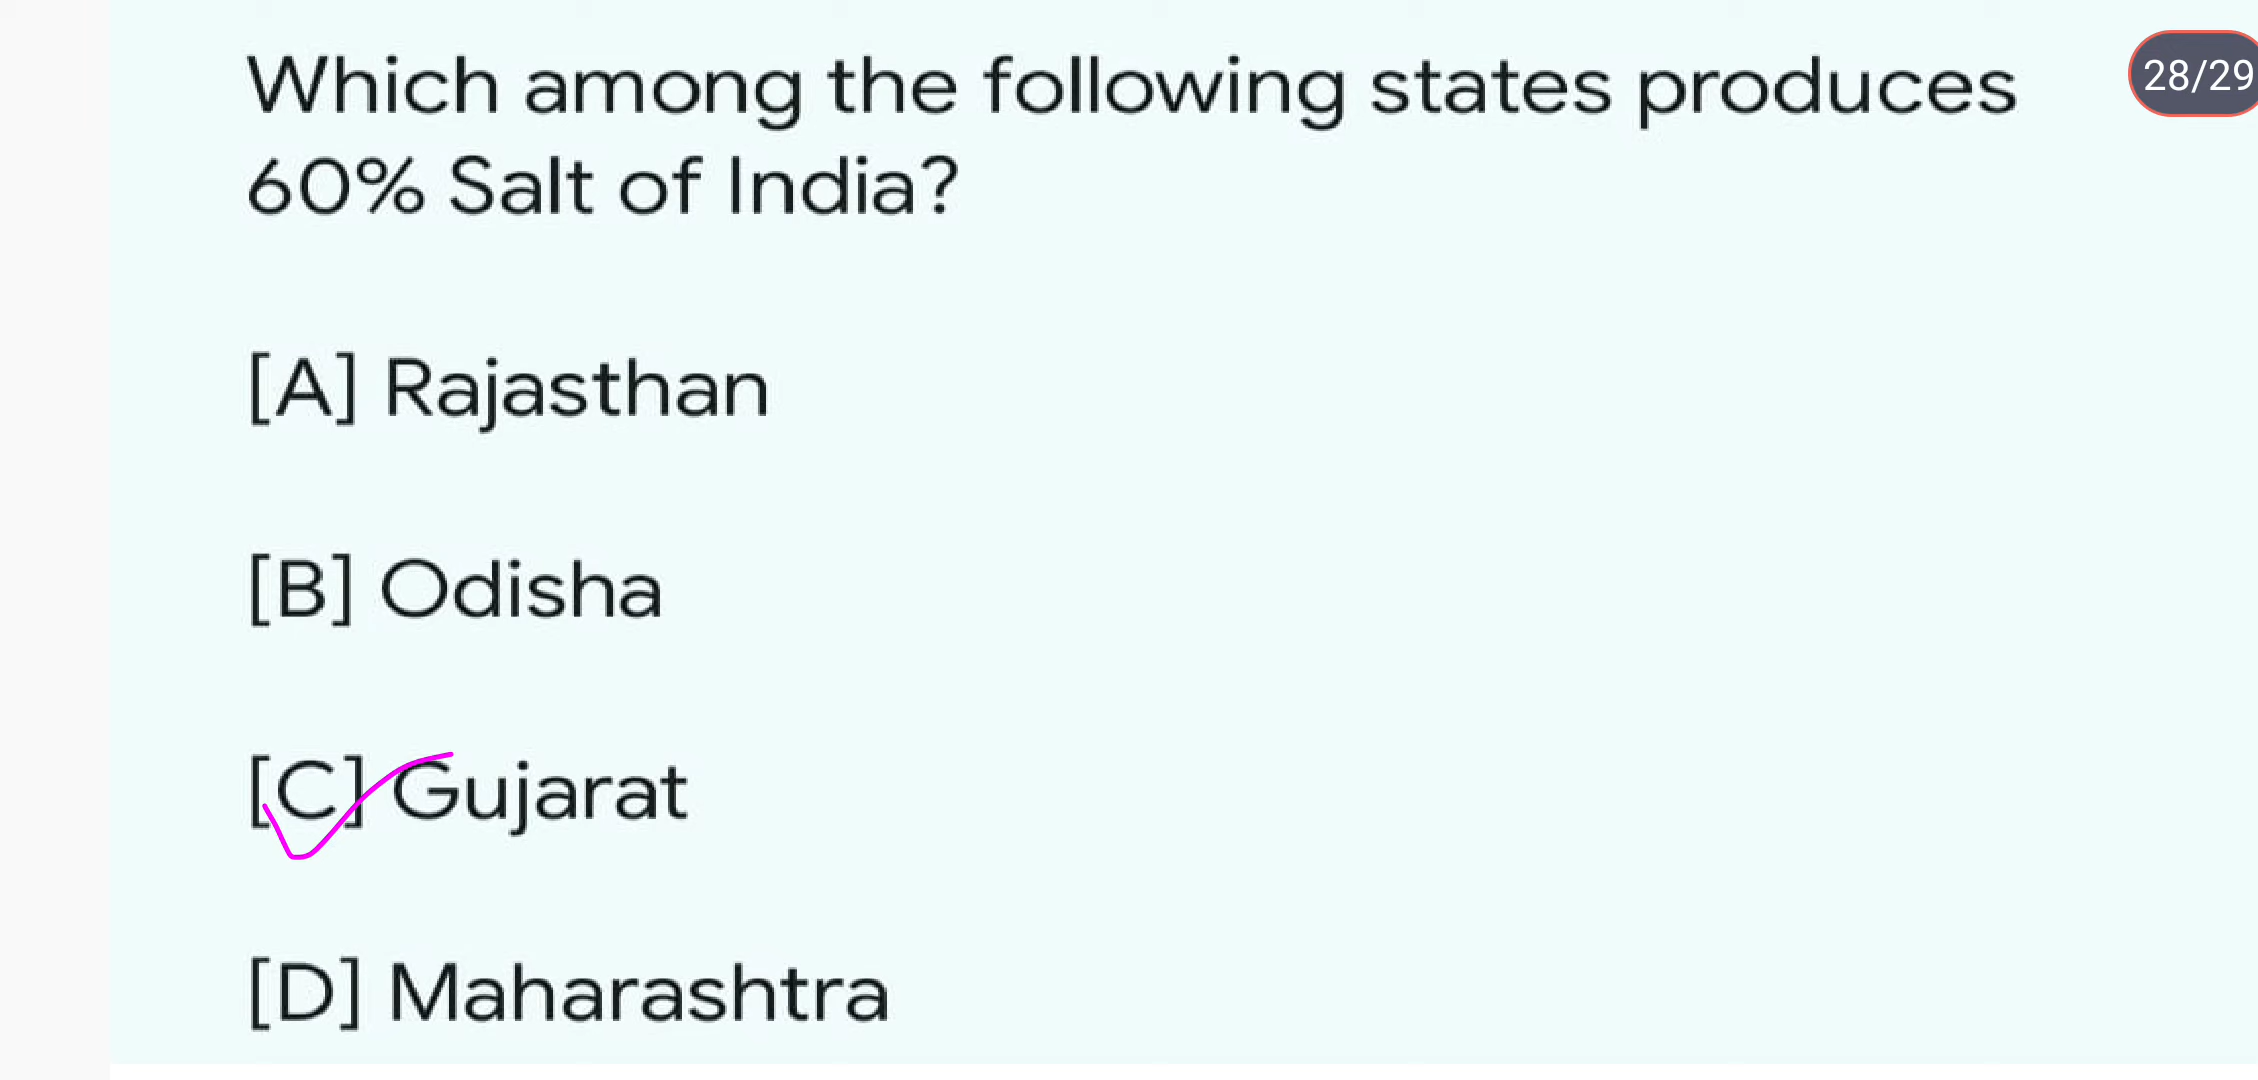 Which among the following states produces
28/29
60% Salt of India?
[A] Rajasthan
[B] Odisha
[C] Gujarat
[D] Maharashtra